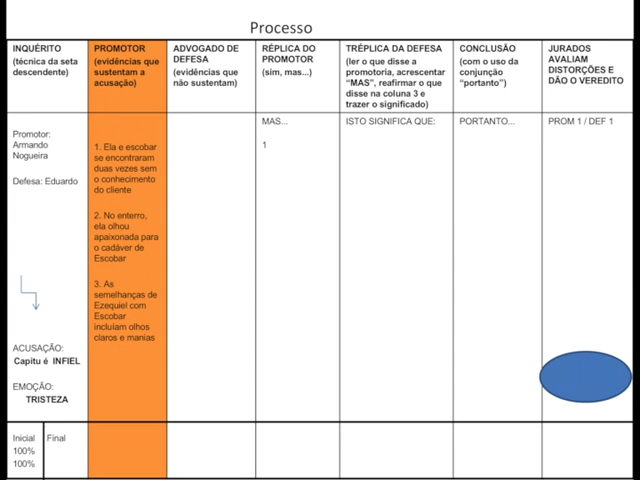 Processo
INQUÉRITO
(técnica da seta
descendente)
PROMOTOR
(evidências que
sustentam a
acusação)
ADVOGADO DE
DEFESA
(evidências que
não sustentam)
RÉPLICA DO
PROMOTOR
(sim, mas...)
TRÉPLICA DA DEFESA
(ler o que disse a
promotoria, acrescentar
“MAS”, reafirmar o que
disse na coluna 3 e
trazer o significado)
CONCLUSÃO
(com o uso da
conjunção
“portanto”)
JURADOS
AVALIAM
DISTORÇÕES E
DÃO O VEREDITO
Promotor:
Armando
Nogueira
Defesa: Eduardo
ACUSAÇÃO:
Capitu é INFIEL
EMOÇÃO:
TRISTEZA
1. Ela e escobar
se encontraram
duas vezes sem
o conhecimento
do cliente
2. No enterro,
ela olhou
apaixonada para
o cadáver de
Escobar
3. As
semelhanças de
Ezequiel com
Escobar
incluíam olhos
claros e manias
MAS...
1
ISTO SIGNIFICA QUE:
PORTANTO...
PROM 1 / DEF 1
Inicial Final
100%
100%